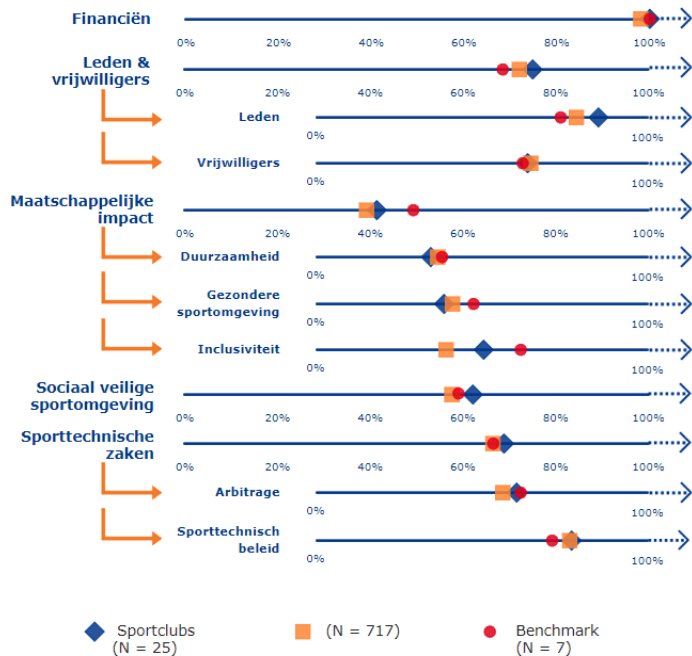 Financiën
0% 20% 40% 60% 80% 100%
Leden &
vrijwilligers
0% 20% 40% 60% 80% 100%
Leden
0% 100%
Vrijwilligers
0% 100%
Maatschappelijke
impact
0% 20% 40% 60% 80% 100%
Duurzaamheid
0% 100%
Gezondere
sportomgeving
0% 100%
Inclusiviteit
0% 100%
Sociaal veilige
sportomgeving
0% 20% 40% 60% 80% 100%
Sporttechnische
zaken
0% 20% 40% 60% 80% 100%
Arbitrage
0% 100%
Sporttechnisch
beleid
0% 100%
Sportclubs
(N = 25)
(N = 717)
Benchmark
(N = 7)